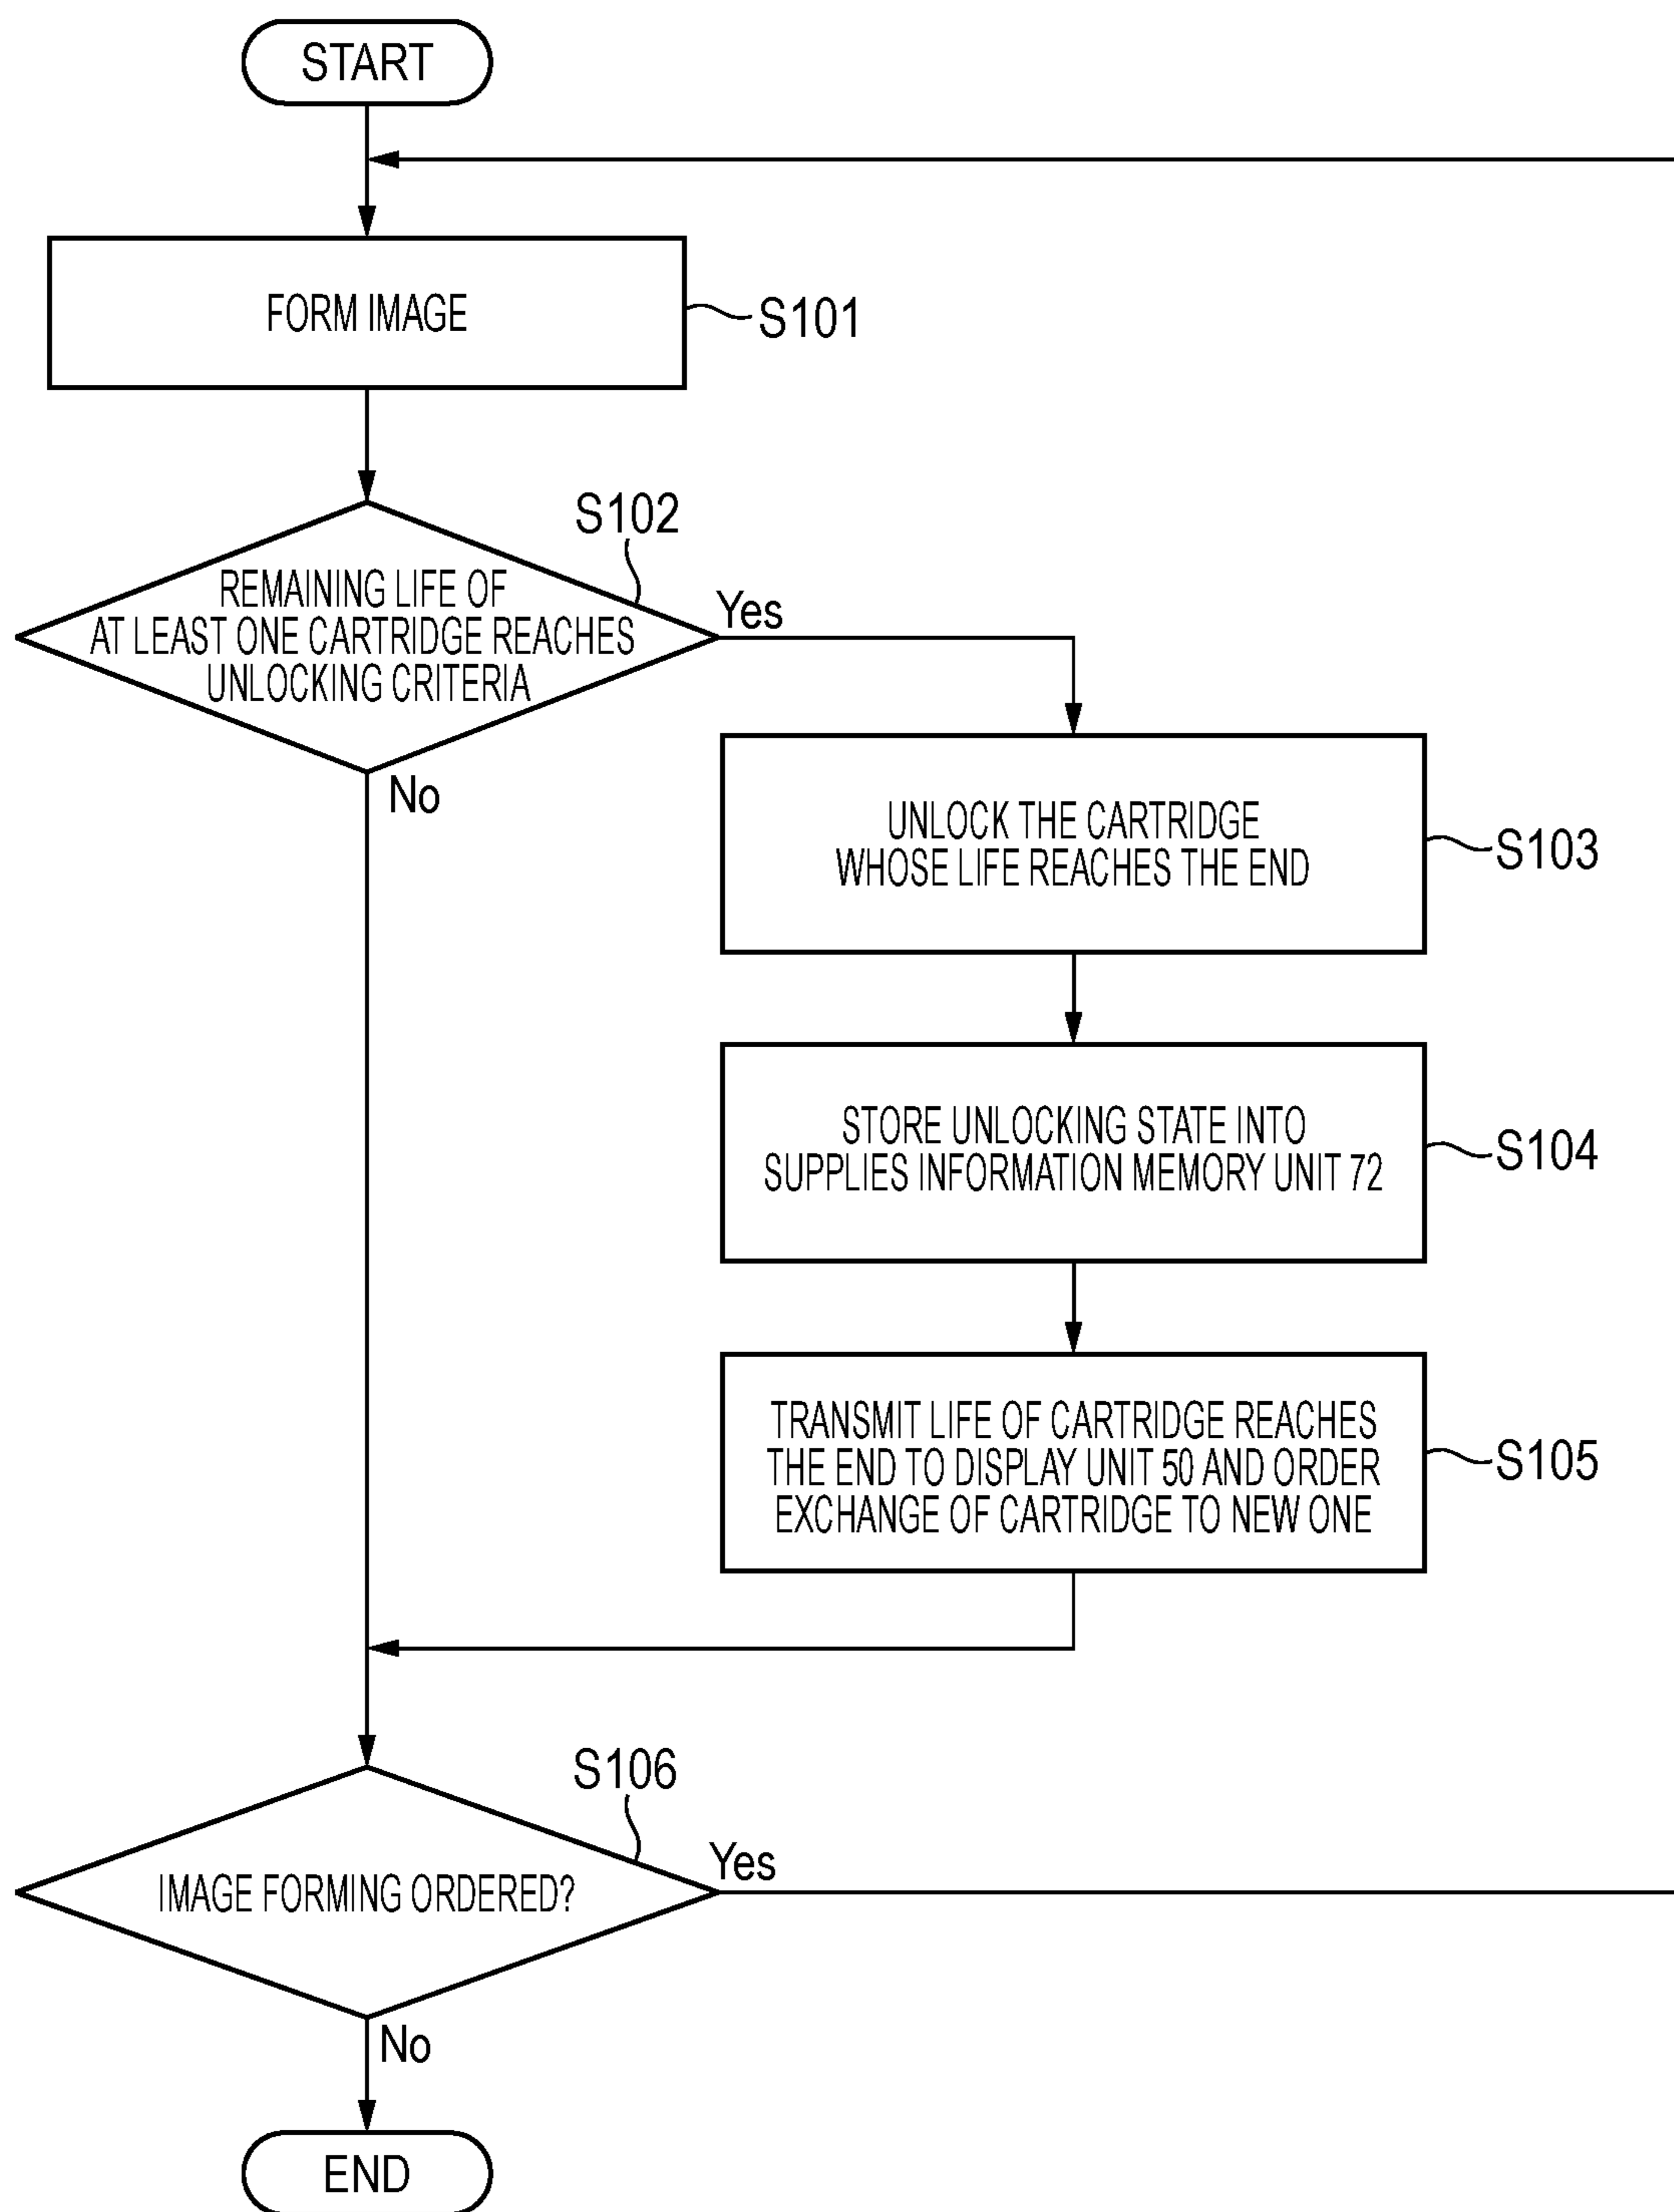 START
FORM IMAGE
S101
S102
REMAINING LIFE OF
AT LEAST ONE CARTRIDGE REACHES
UNLOCKING CRITERIA
Yes
No
UNLOCK THE CARTRIDGE
WHOSE LIFE REACHES THE END
S103
STORE UNLOCKING STATE INTO
SUPPLIES INFORMATION MEMORY UNIT 72
S104
TRANSMIT LIFE OF CARTRIDGE REACHES
THE END TO DISPLAY UNIT 50 AND ORDER
EXCHANGE OF CARTRIDGE TO NEW ONE
S105
S106
IMAGE FORMING ORDERED?
Yes
No
END